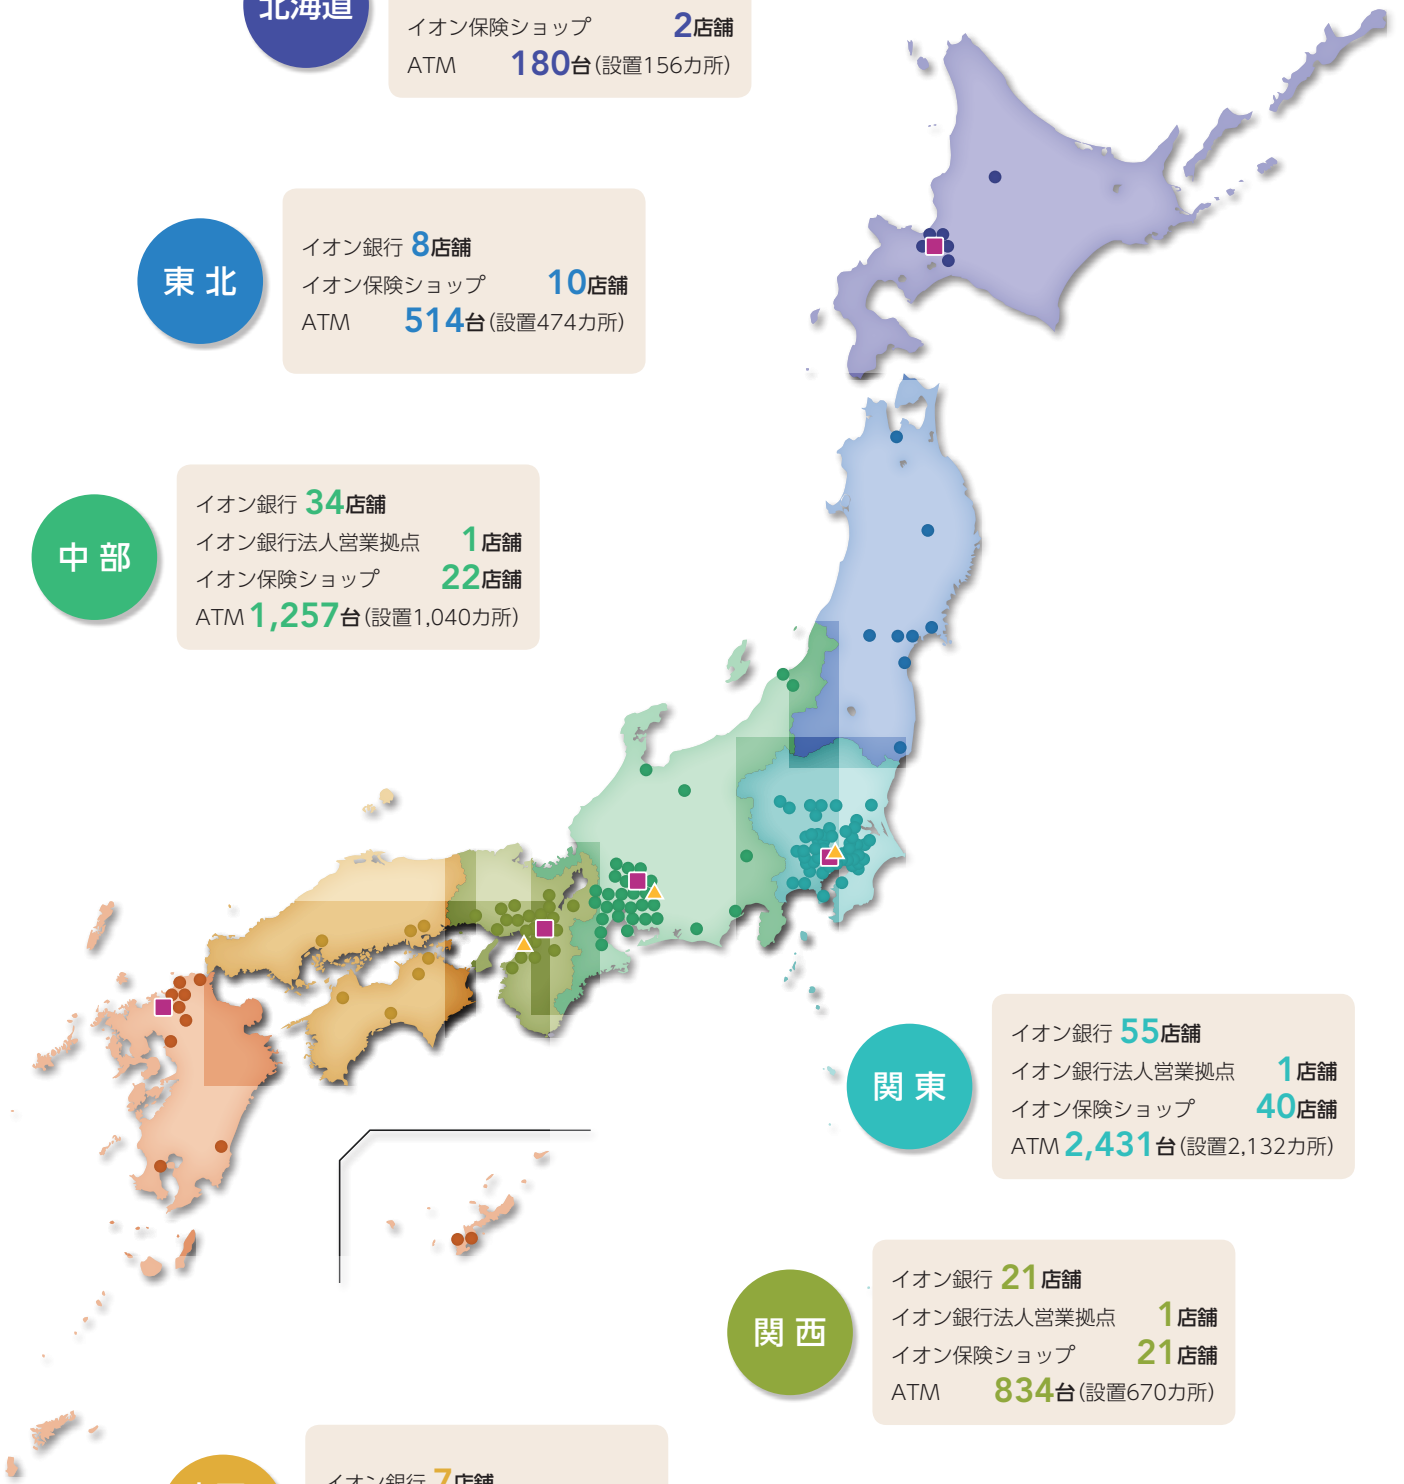 北海道
イオン保険ショップ 2店舗
ATM 180台(設置156カ所)
東北
イオン銀行 8店舗
イオン保険ショップ 10店舗
ATM 514台(設置474カ所)
中部
イオン銀行 34店舗
イオン銀行法人営業拠点 1店舗
イオン保険ショップ 22店舗
ATM 1,257台(設置1,040カ所)
関東
イオン銀行 55店舗
イオン銀行法人営業拠点 1店舗
イオン保険ショップ 40店舗
ATM 2,431台(設置2,132カ所)
関西
イオン銀行 21店舗
イオン銀行法人営業拠点 1店舗
イオン保険ショップ 21店舗
ATM 834台(設置670カ所)
イオン銀行 7店舗